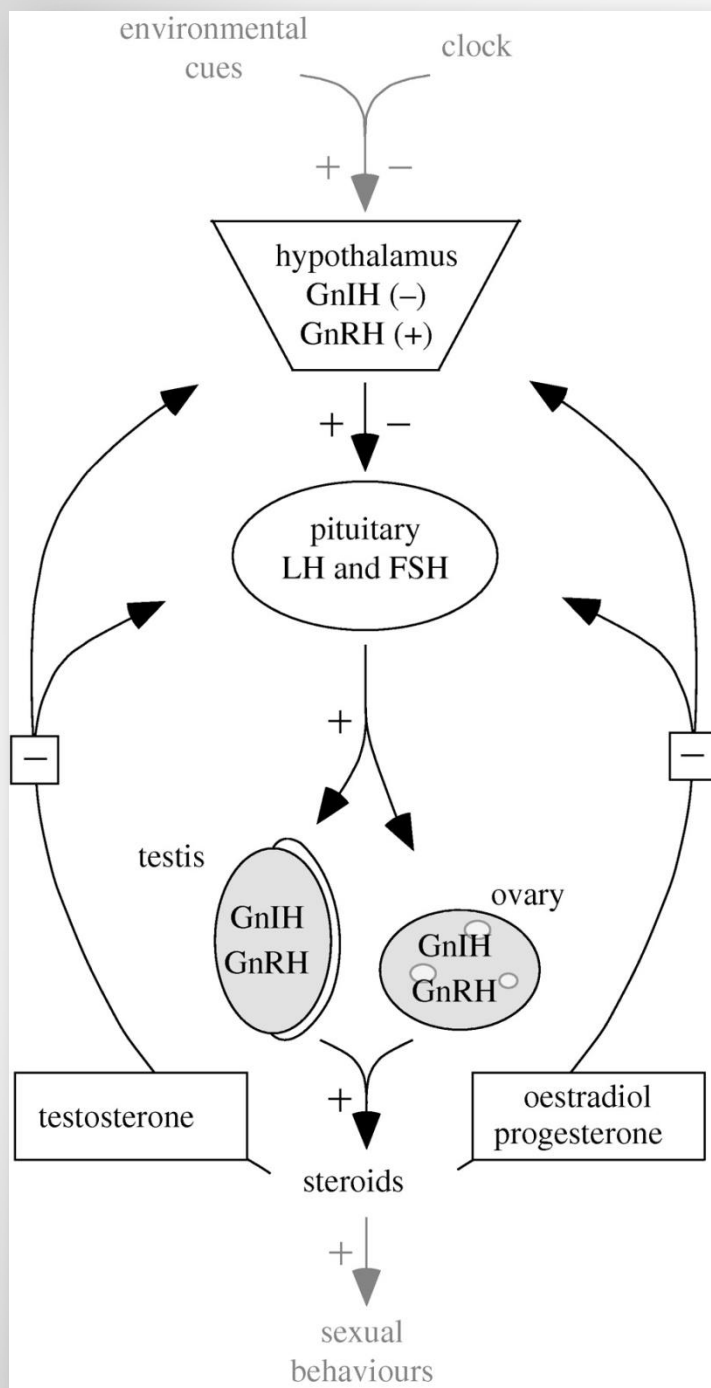 environmental
cues
clock
+ −
hypothalamus
GnIH (–)
GnRH (+)
+ −
pituitary
LH and FSH
− −
+
testis
ovary
GnIH
GnRH
GnIH
GnRH
+
testosterone
oestradiol
progesterone
steroids
+
sexual
behaviours